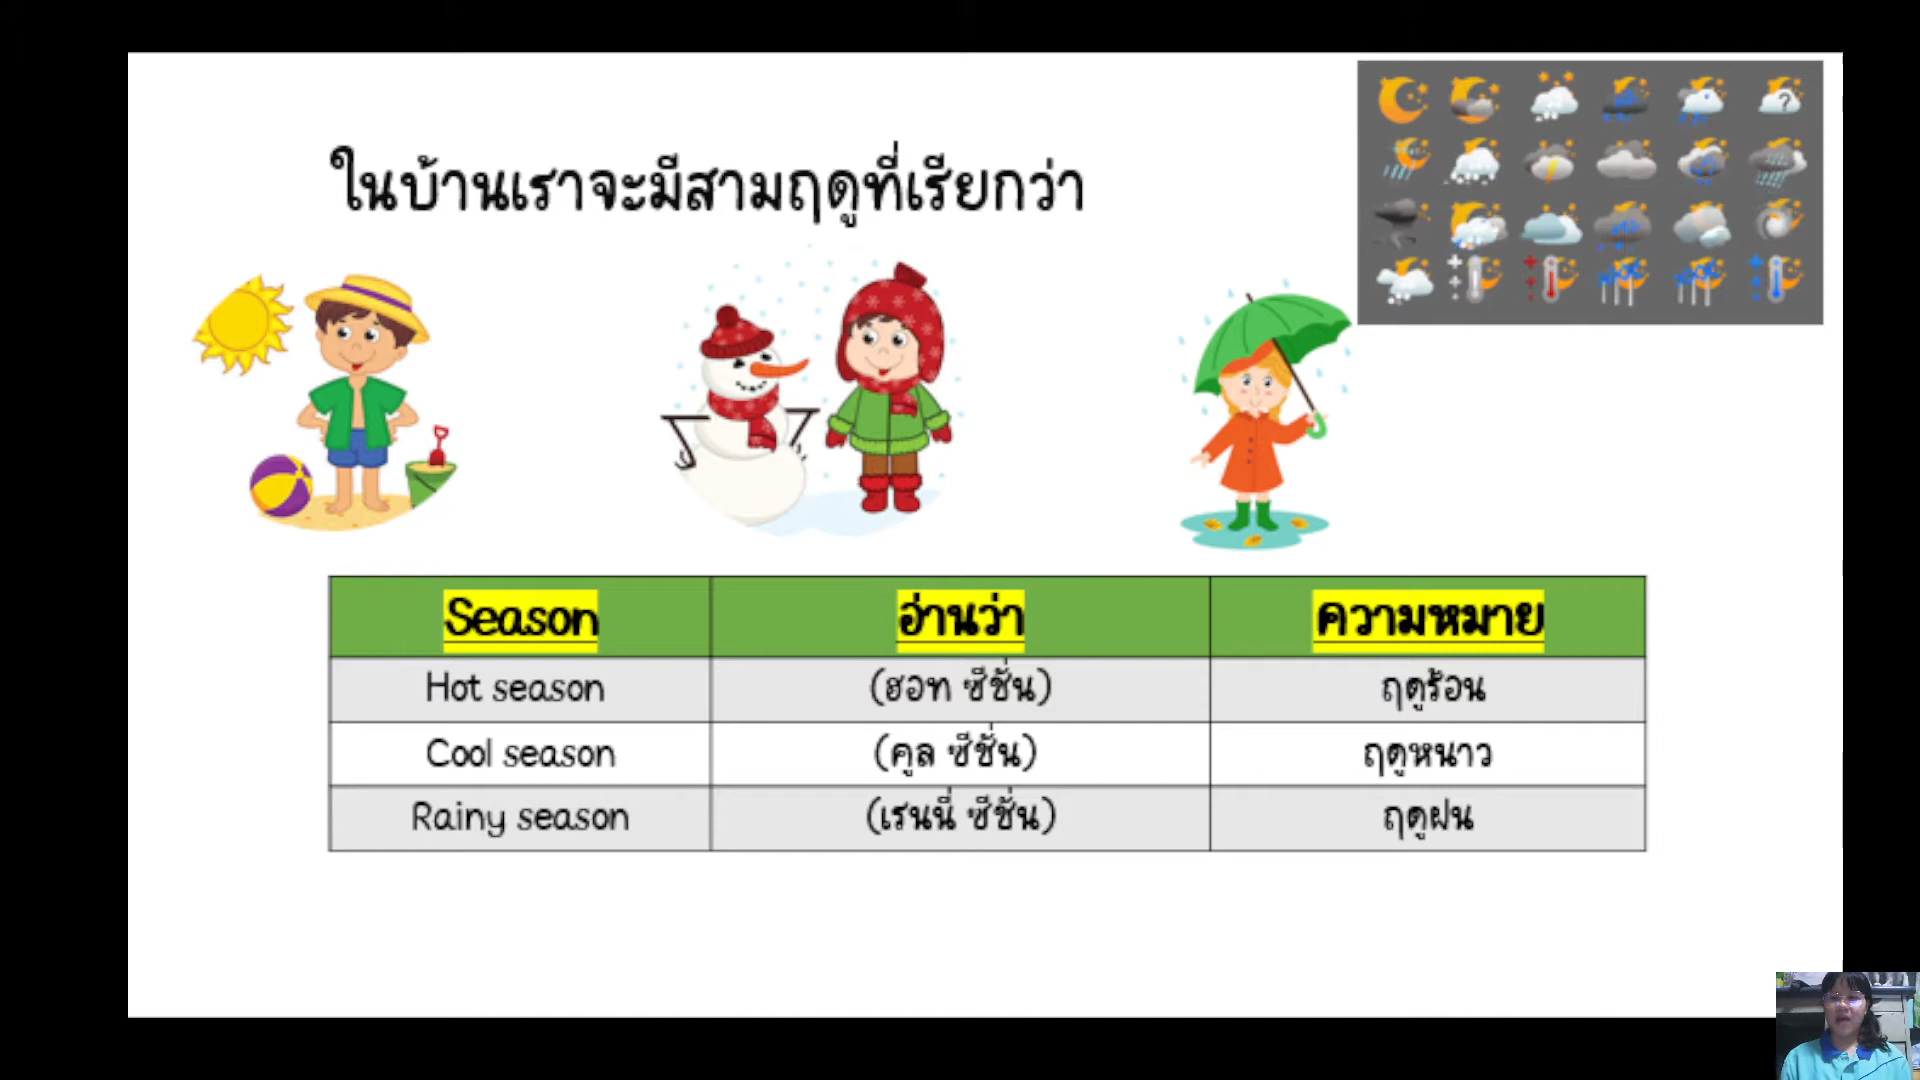 ในบ้านเราจะมีสามฤดูที่เรียกว่า
Season อ่านว่า ความหมาย
Hot season (ฮอท ซีชั่น) ฤดูร้อน
Cool season (คูล ซีชั่น) ฤดูหนาว
Rainy season (เรนนี่ ซีชั่น) ฤดูฝน